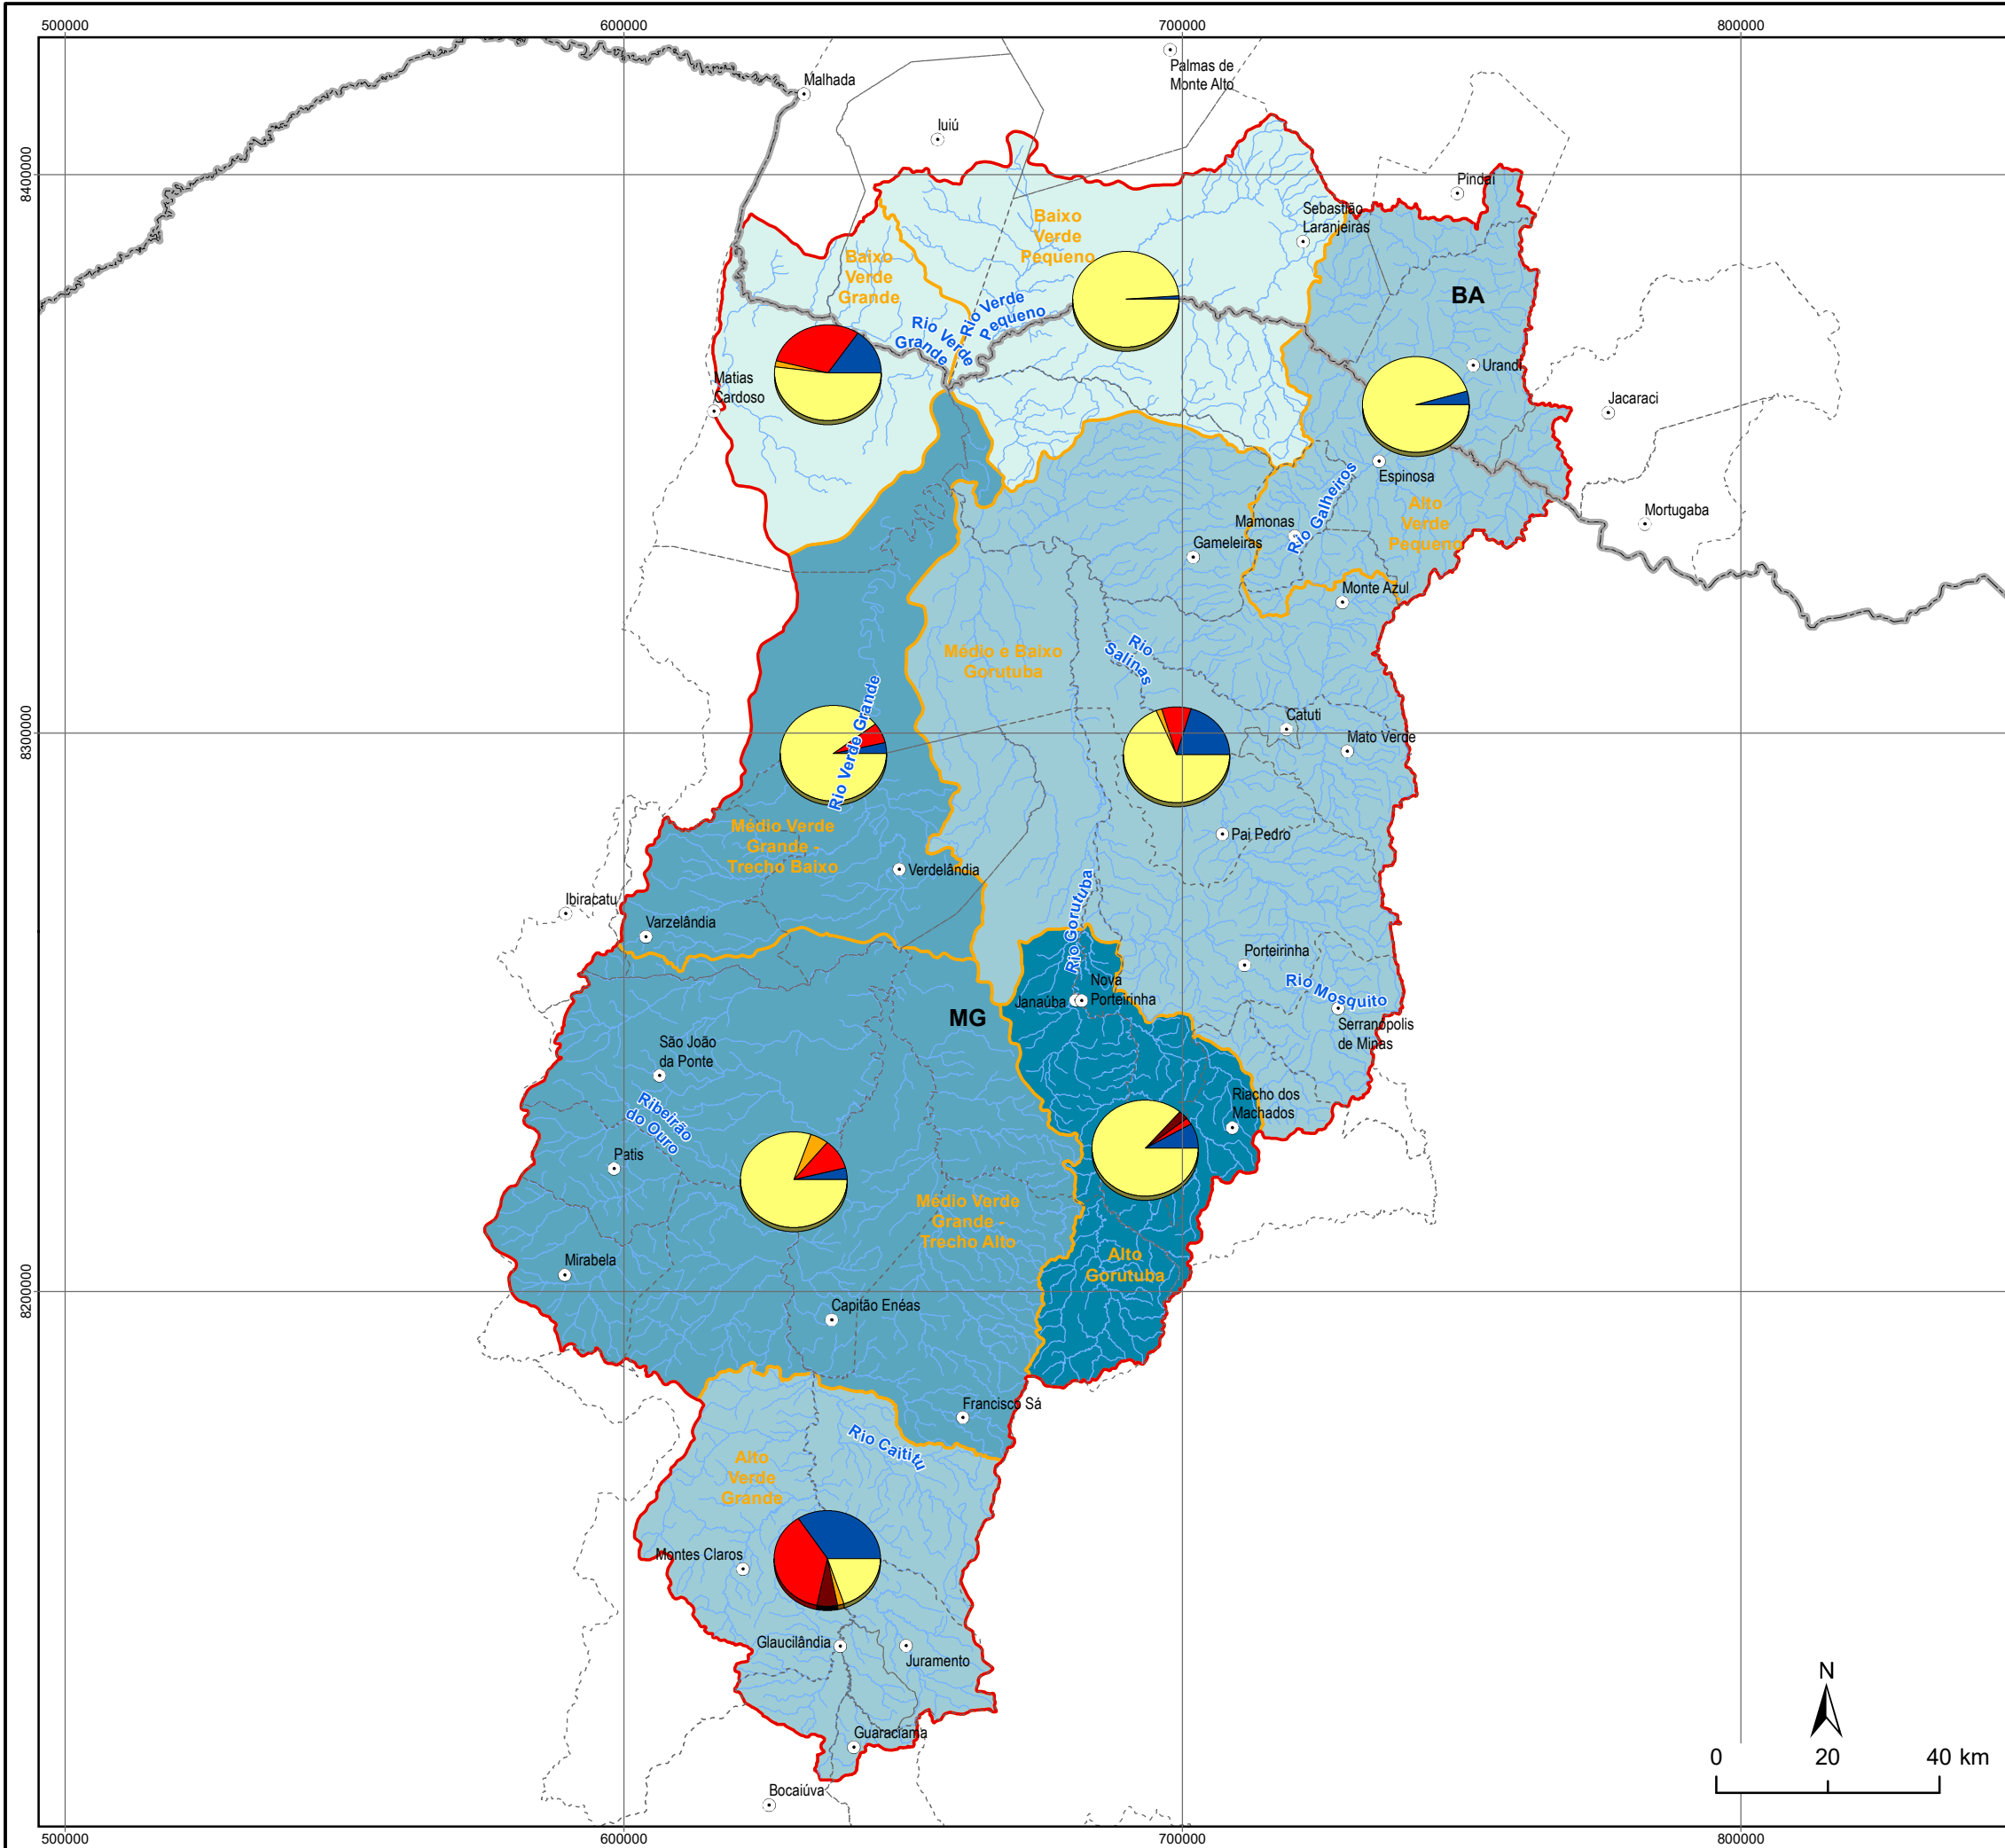 500000
600000
700000
800000
8400000
8300000
8200000
Malhada
Palmas de
Monte Alto
Iuiú
Pindaí
Sebastião
Laranjeiras
Baixo
Verde
Pequeno
Baixo
Verde
Grande
BA
Rio Verde
Pequeno
Rio Verde
Grande
Matias
Cardoso
Urandi
Jacaraci
Espinosa
Rio Galheiros
Alto
Verde
Pequeno
Mortugaba
Mamonas
Gameleiras
Monte Azul
Médio e Baixo
Gorutuba
Rio
Salinas
Rio Verde Grande
Catuti
Mato Verde
Médio Verde
Grande -
Trecho Baixo
Pai Pedro
Verdelândia
Ibiracatu
Varzelândia
Rio Gorutuba
Porteirinha
Rio Mosquito
Nova
Porteirinha
Janaúba
MG
Serranópolis
de Minas
São João
da Ponte
Ribeirão
do Ouro
Riacho dos
Machados
Patis
Médio Verde
Grande -
Trecho Alto
Alto
Gorutuba
Mirabela
Capitão Enéas
Francisco Sá
Rio Caititu
Alto
Verde
Grande
Montes Claros
Glaucilândia
Juramento
Guaraciama
Bocaiúva
N
0
20
40 km
500000
600000
700000
800000